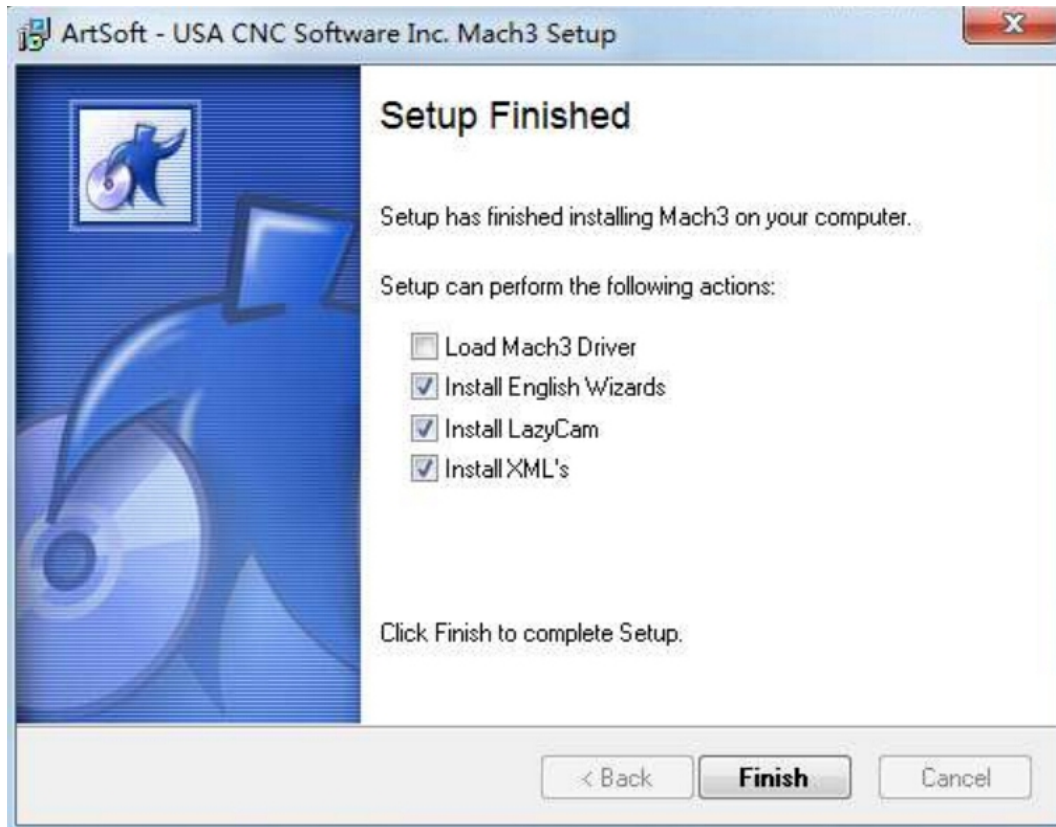 ArtSoft - USA CNC Software Inc. Mach3 Setup
Setup Finished
Setup has finished installing Mach3 on your computer.
Setup can perform the following actions:
Load Mach3 Driver
Install English Wizards
Install LazyCam
Install XML's
Click Finish to complete Setup.
< Back
Finish
Cancel